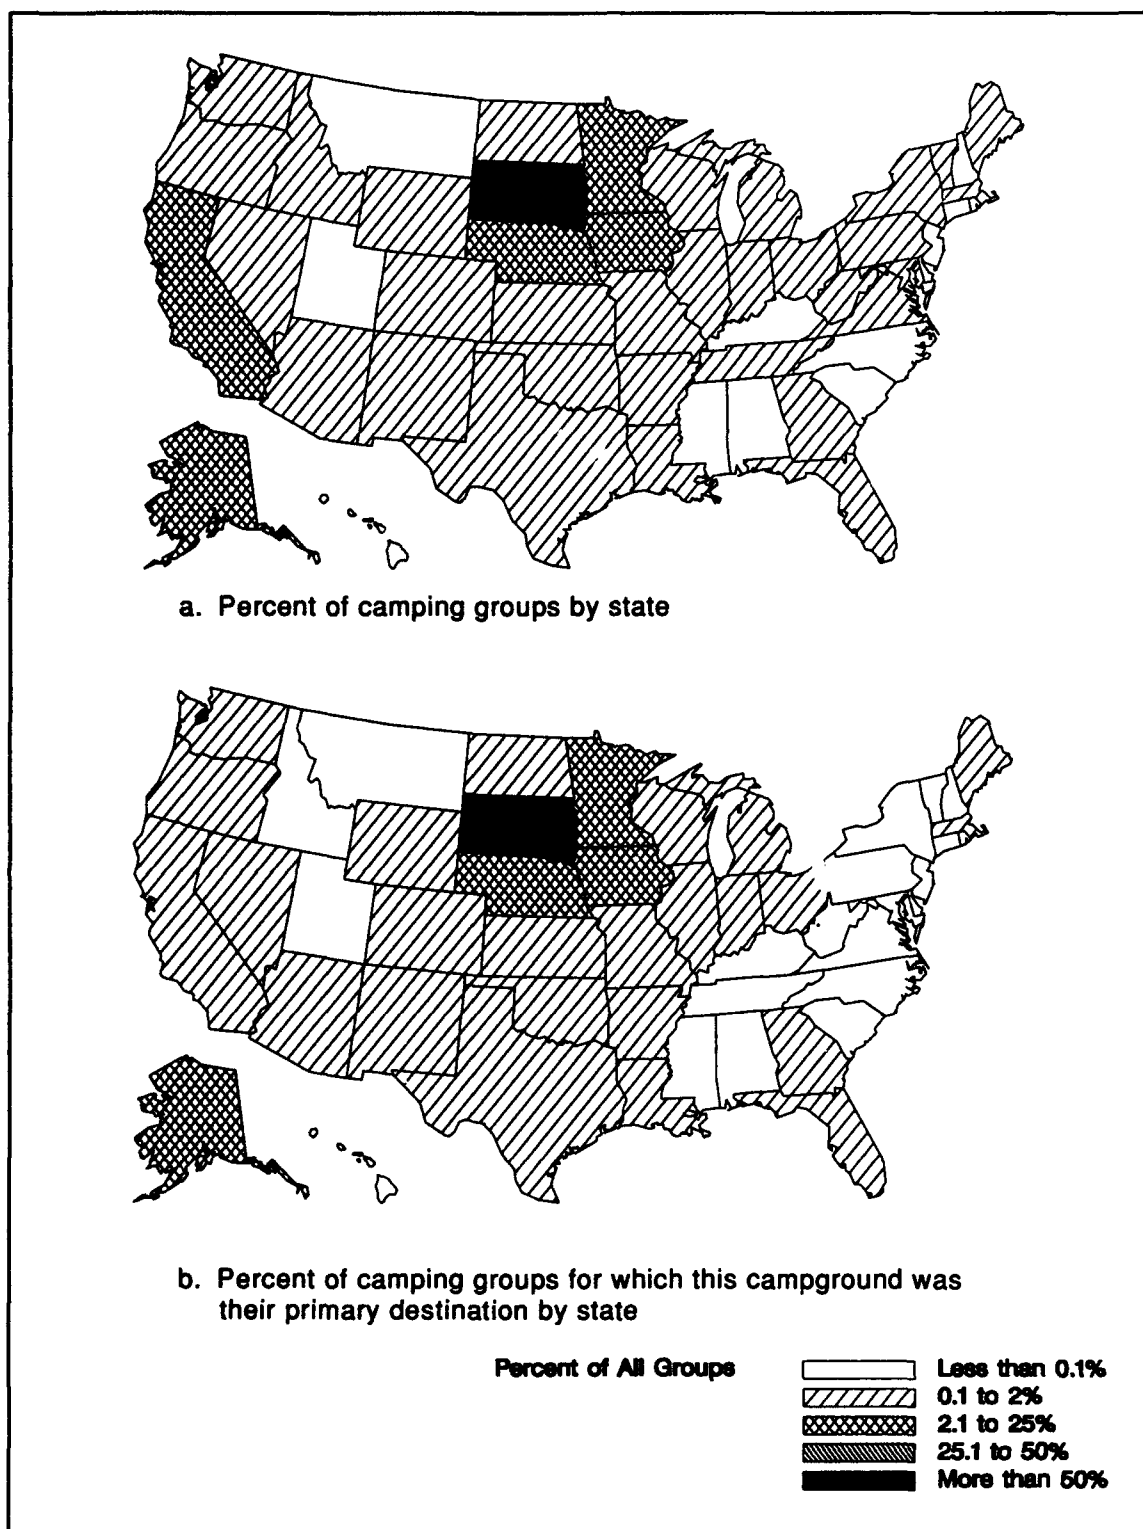 a. Percent of camping groups by state
b. Percent of camping groups for which this campground was
their primary destination by state
Percent of All Groups
Less than 0.1%
0.1 to 2%
2.1 to 25%
25.1 to 50%
More than 50%